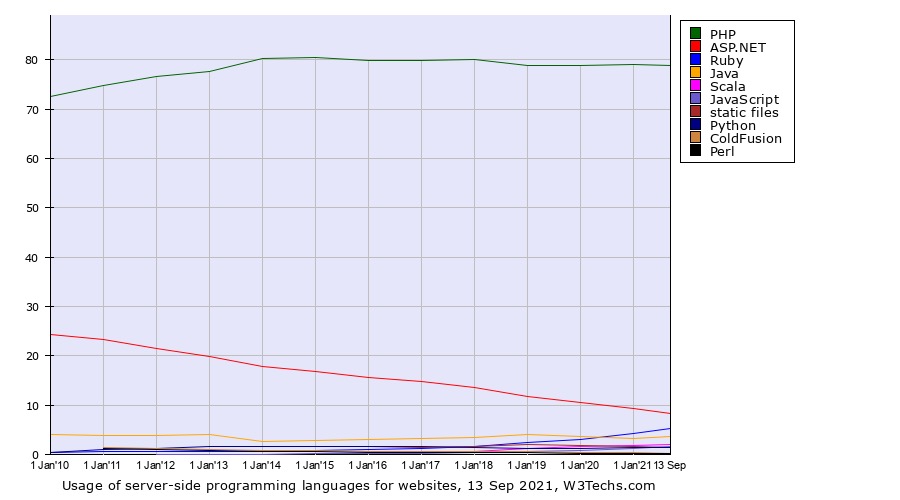 PHP
ASP.NET
Ruby
Java
Scala
JavaScript
static files
Python
ColdFusion
Perl
80
70
60
50
40
30
20
10
0
1 Jan'10 1 Jan'11 1 Jan'12 1 Jan'13 1 Jan'14 1 Jan'15 1 Jan'16 1 Jan'17 1 Jan'18 1 Jan'19 1 Jan'20 1 Jan'21 13 Sep
Usage of server-side programming languages for websites, 13 Sep 2021, W3Techs.com